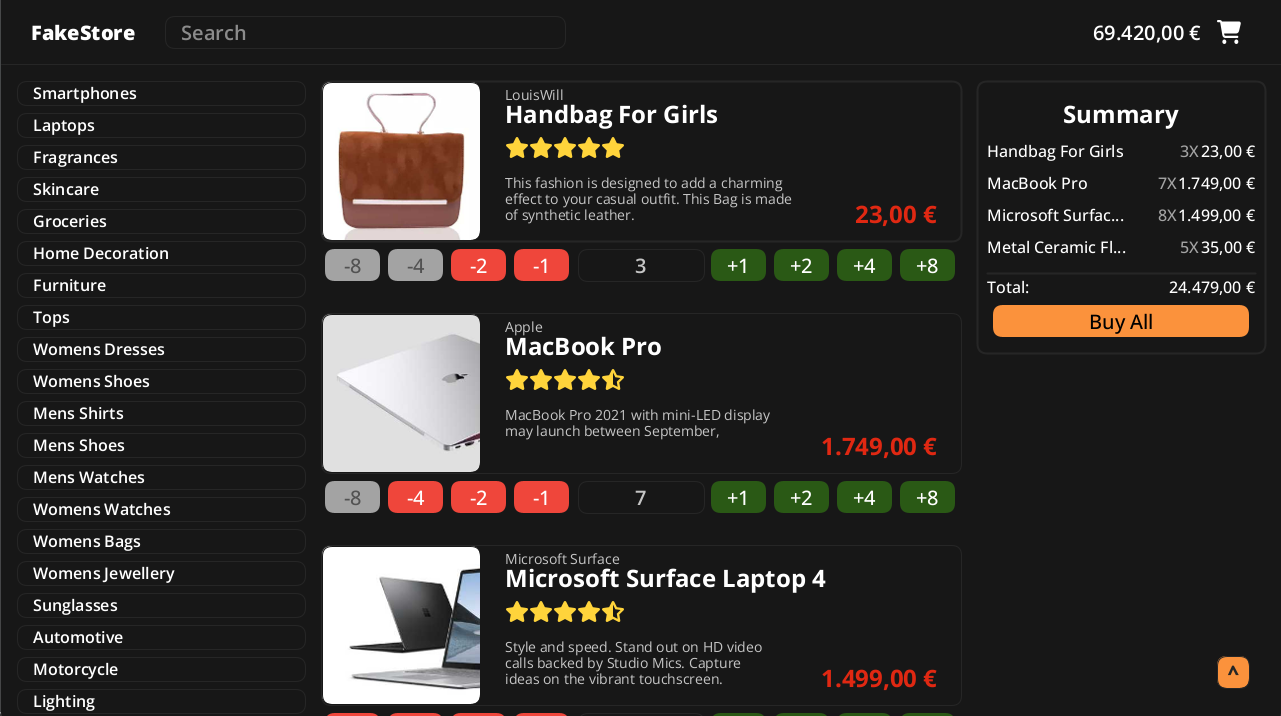 FakeStore
Search
69.420,00 €
Smartphones
Laptops
Fragrances
Skincare
Groceries
Home Decoration
Furniture
Tops
Womens Dresses
Womens Shoes
Mens Shirts
Mens Shoes
Mens Watches
Womens Watches
Womens Bags
Womens Jewellery
Sunglasses
Automotive
Motorcycle
Lighting
LouisWill
Handbag For Girls
This fashion is designed to add a charming
effect to your casual outfit. This Bag is made
of synthetic leather.
23,00 €
-8 -4 -2 -1 3 +1 +2 +4 +8
Apple
MacBook Pro
MacBook Pro 2021 with mini-LED display
may launch between September,
1.749,00 €
-8 -4 -2 -1 7 +1 +2 +4 +8
Microsoft Surface
Microsoft Surface Laptop 4
Style and speed. Stand out on HD video
calls backed by Studio Mics. Capture
ideas on the vibrant touchscreen.
1.499,00 €
Summary
Handbag For Girls 3X 23,00 €
MacBook Pro 7X 1.749,00 €
Microsoft Surfac... 8X 1.499,00 €
Metal Ceramic Fl... 5X 35,00 €
Total: 24.479,00 €
Buy All
^